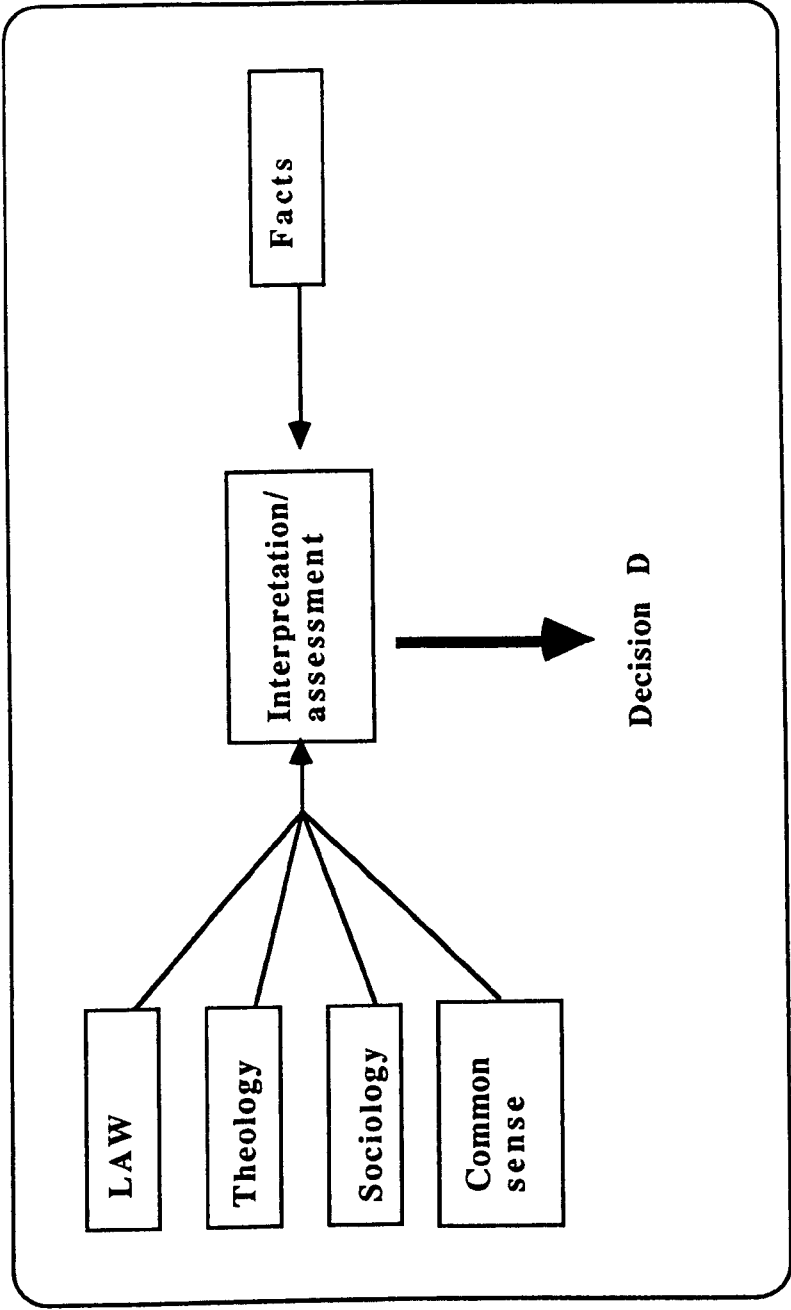 LAW
Theology
Sociology
Common
sense
Interpretation/
assessment
Facts
Decision D